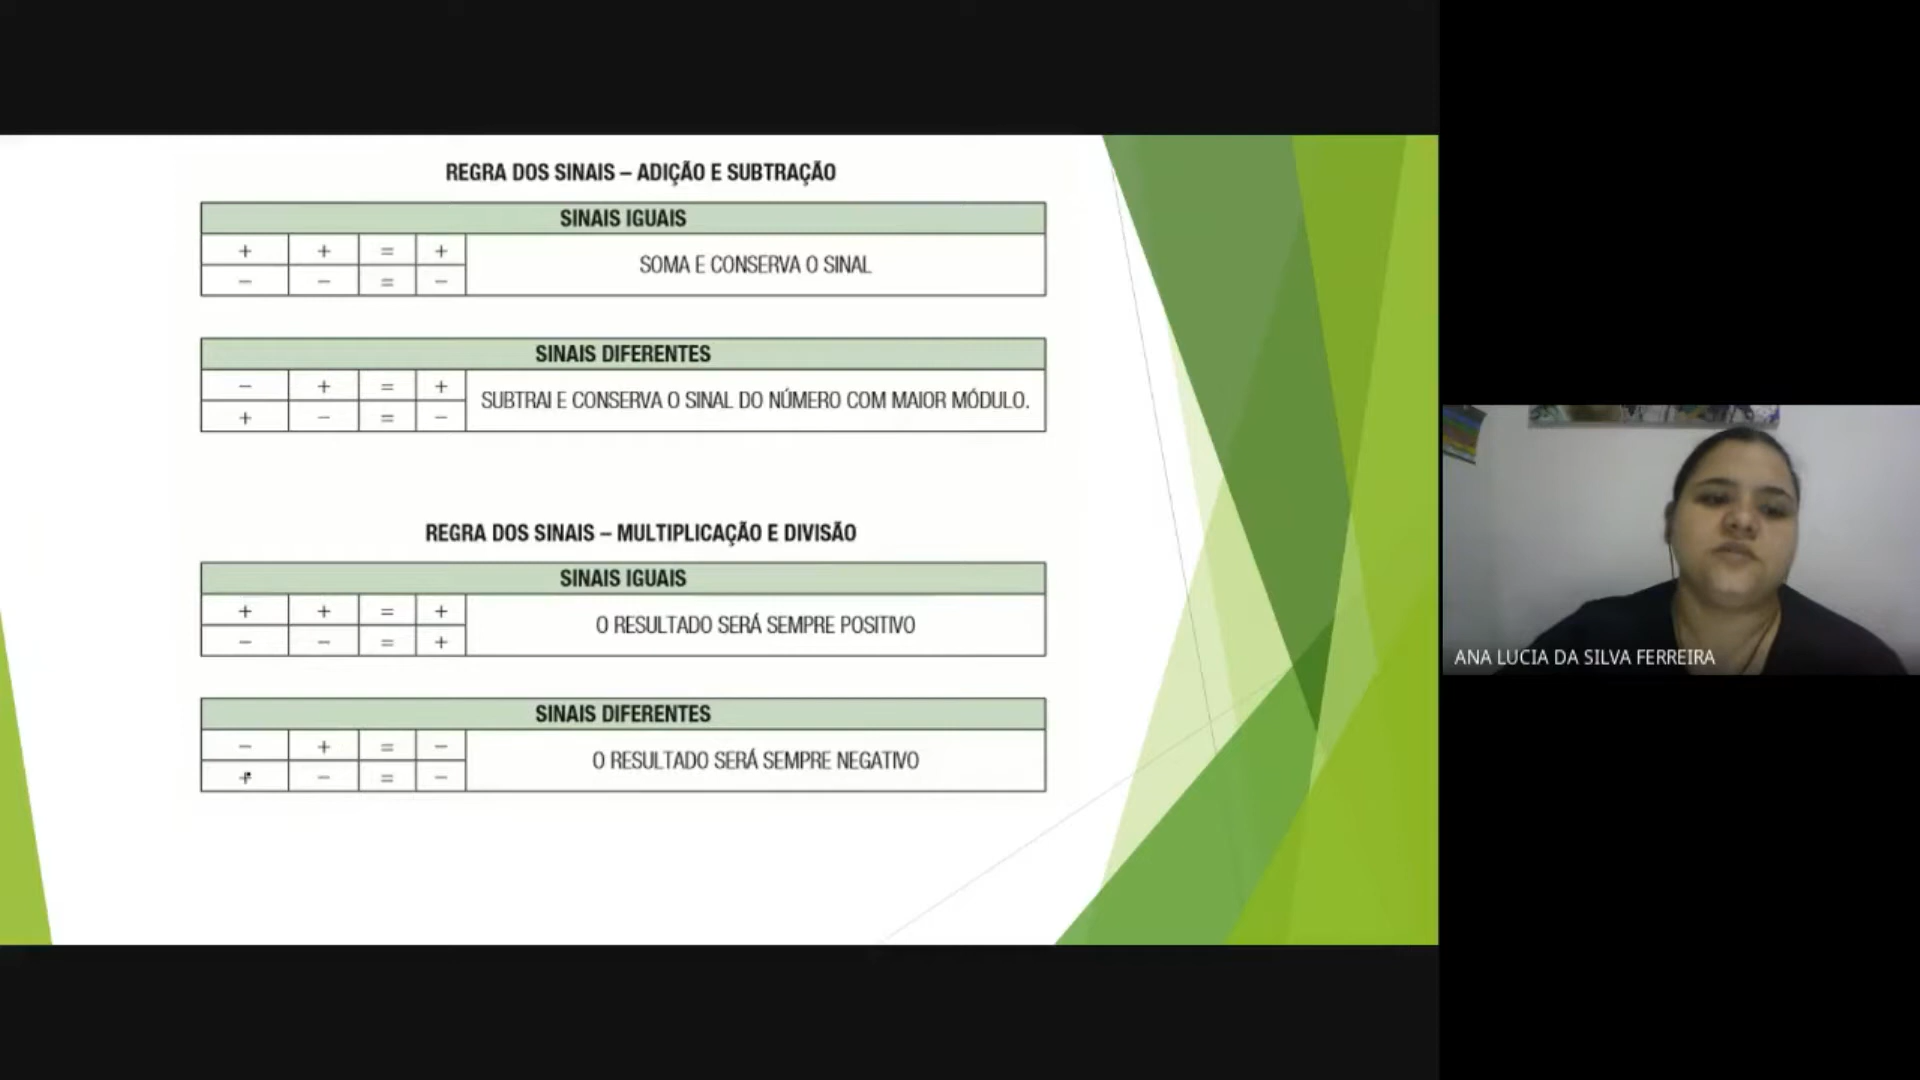 REGRA DOS SINAIS – ADIÇÃO E SUBTRAÇÃO
SINAIS IGUAIS
+ + = +
SOMA E CONSERVA O SINAL
– – = –
SINAIS DIFERENTES
– + = +
SUBTRAI E CONSERVA O SINAL DO NÚMERO COM MAIOR MÓDULO.
+ – = –
REGRA DOS SINAIS – MULTIPLICAÇÃO E DIVISÃO
SINAIS IGUAIS
+ + = +
O RESULTADO SERÁ SEMPRE POSITIVO
– – = +
SINAIS DIFERENTES
– + = –
O RESULTADO SERÁ SEMPRE NEGATIVO
+ – = –
ANA LUCIA DA SILVA FERREIRA